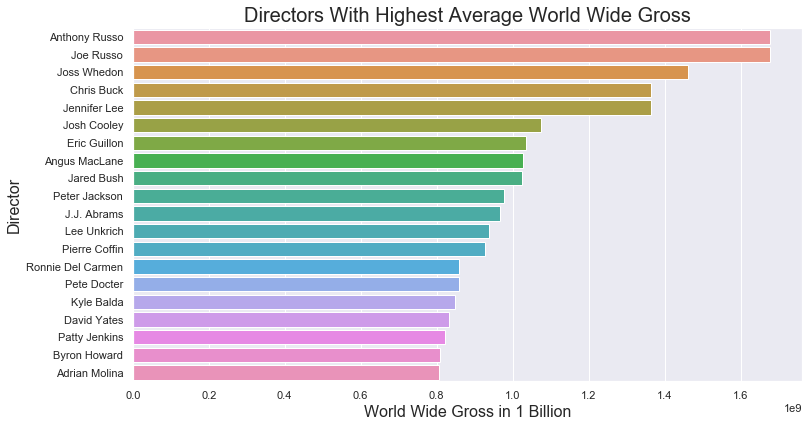 Directors With Highest Average World Wide Gross
Director
Anthony Russo
Joe Russo
Joss Whedon
Chris Buck
Jennifer Lee
Josh Cooley
Eric Guillon
Angus MacLane
Jared Bush
Peter Jackson
J.J. Abrams
Lee Unkrich
Pierre Coffin
Ronnie Del Carmen
Pete Docter
Kyle Balda
David Yates
Patty Jenkins
Byron Howard
Adrian Molina
0.0 0.2 0.4 0.6 0.8 1.0 1.2 1.4 1.6
1e9
World Wide Gross in 1 Billion